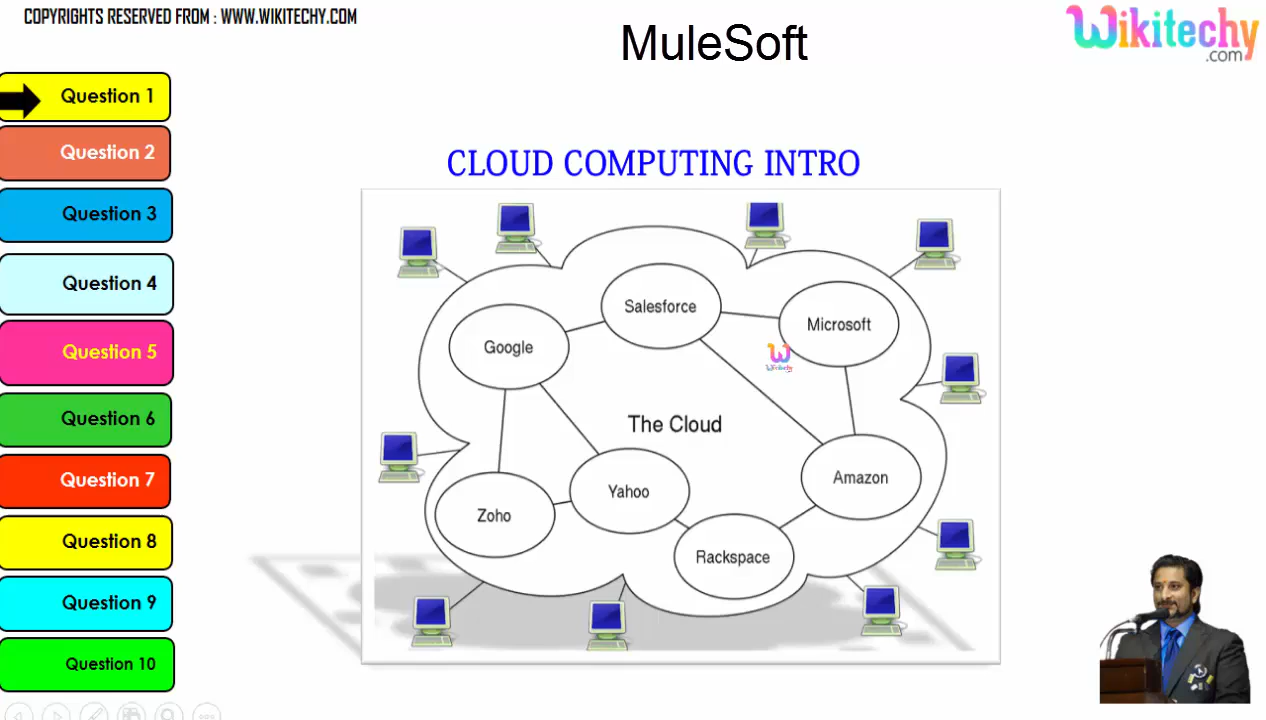 COPYRIGHTS RESERVED FROM : WWW.WIKITECHY.COM
MuleSoft
Wikitechy
.com
Question 1
Question 2
Question 3
Question 4
Question 5
Question 6
Question 7
Question 8
Question 9
Question 10
CLOUD COMPUTING INTRO
Salesforce
Microsoft
Google
Wikitechy
The Cloud
Amazon
Yahoo
Zoho
Rackspace